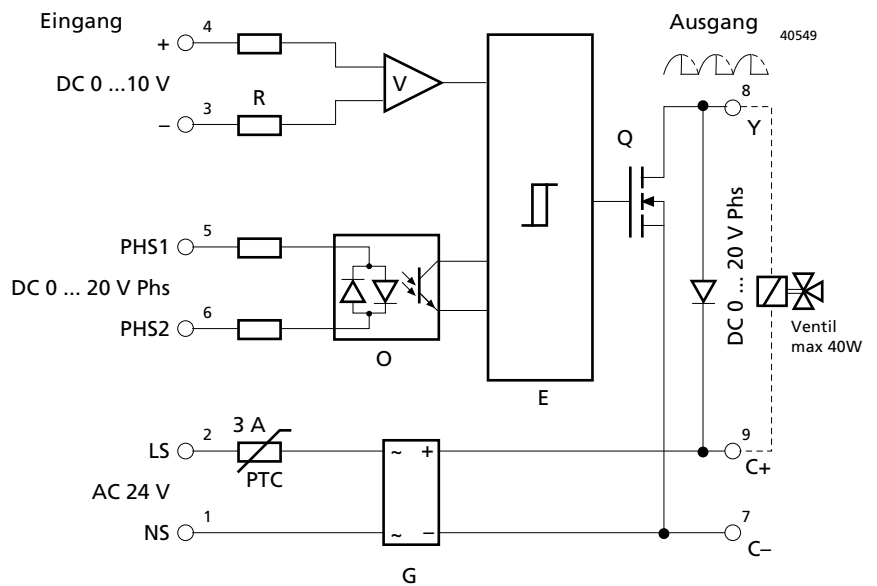 Eingang
Ausgang
40549
+
4
DC 0 ...10 V
–
3
R
V
Q
8
Y
PHS1
5
DC 0 ... 20 V Phs
PHS2
6
O
E
DC 0 ... 20 V Phs
Ventil
max 40W
LS
2
3 A
PTC
AC 24 V
NS
1
~ +
~ –
G
9
C+
7
C–